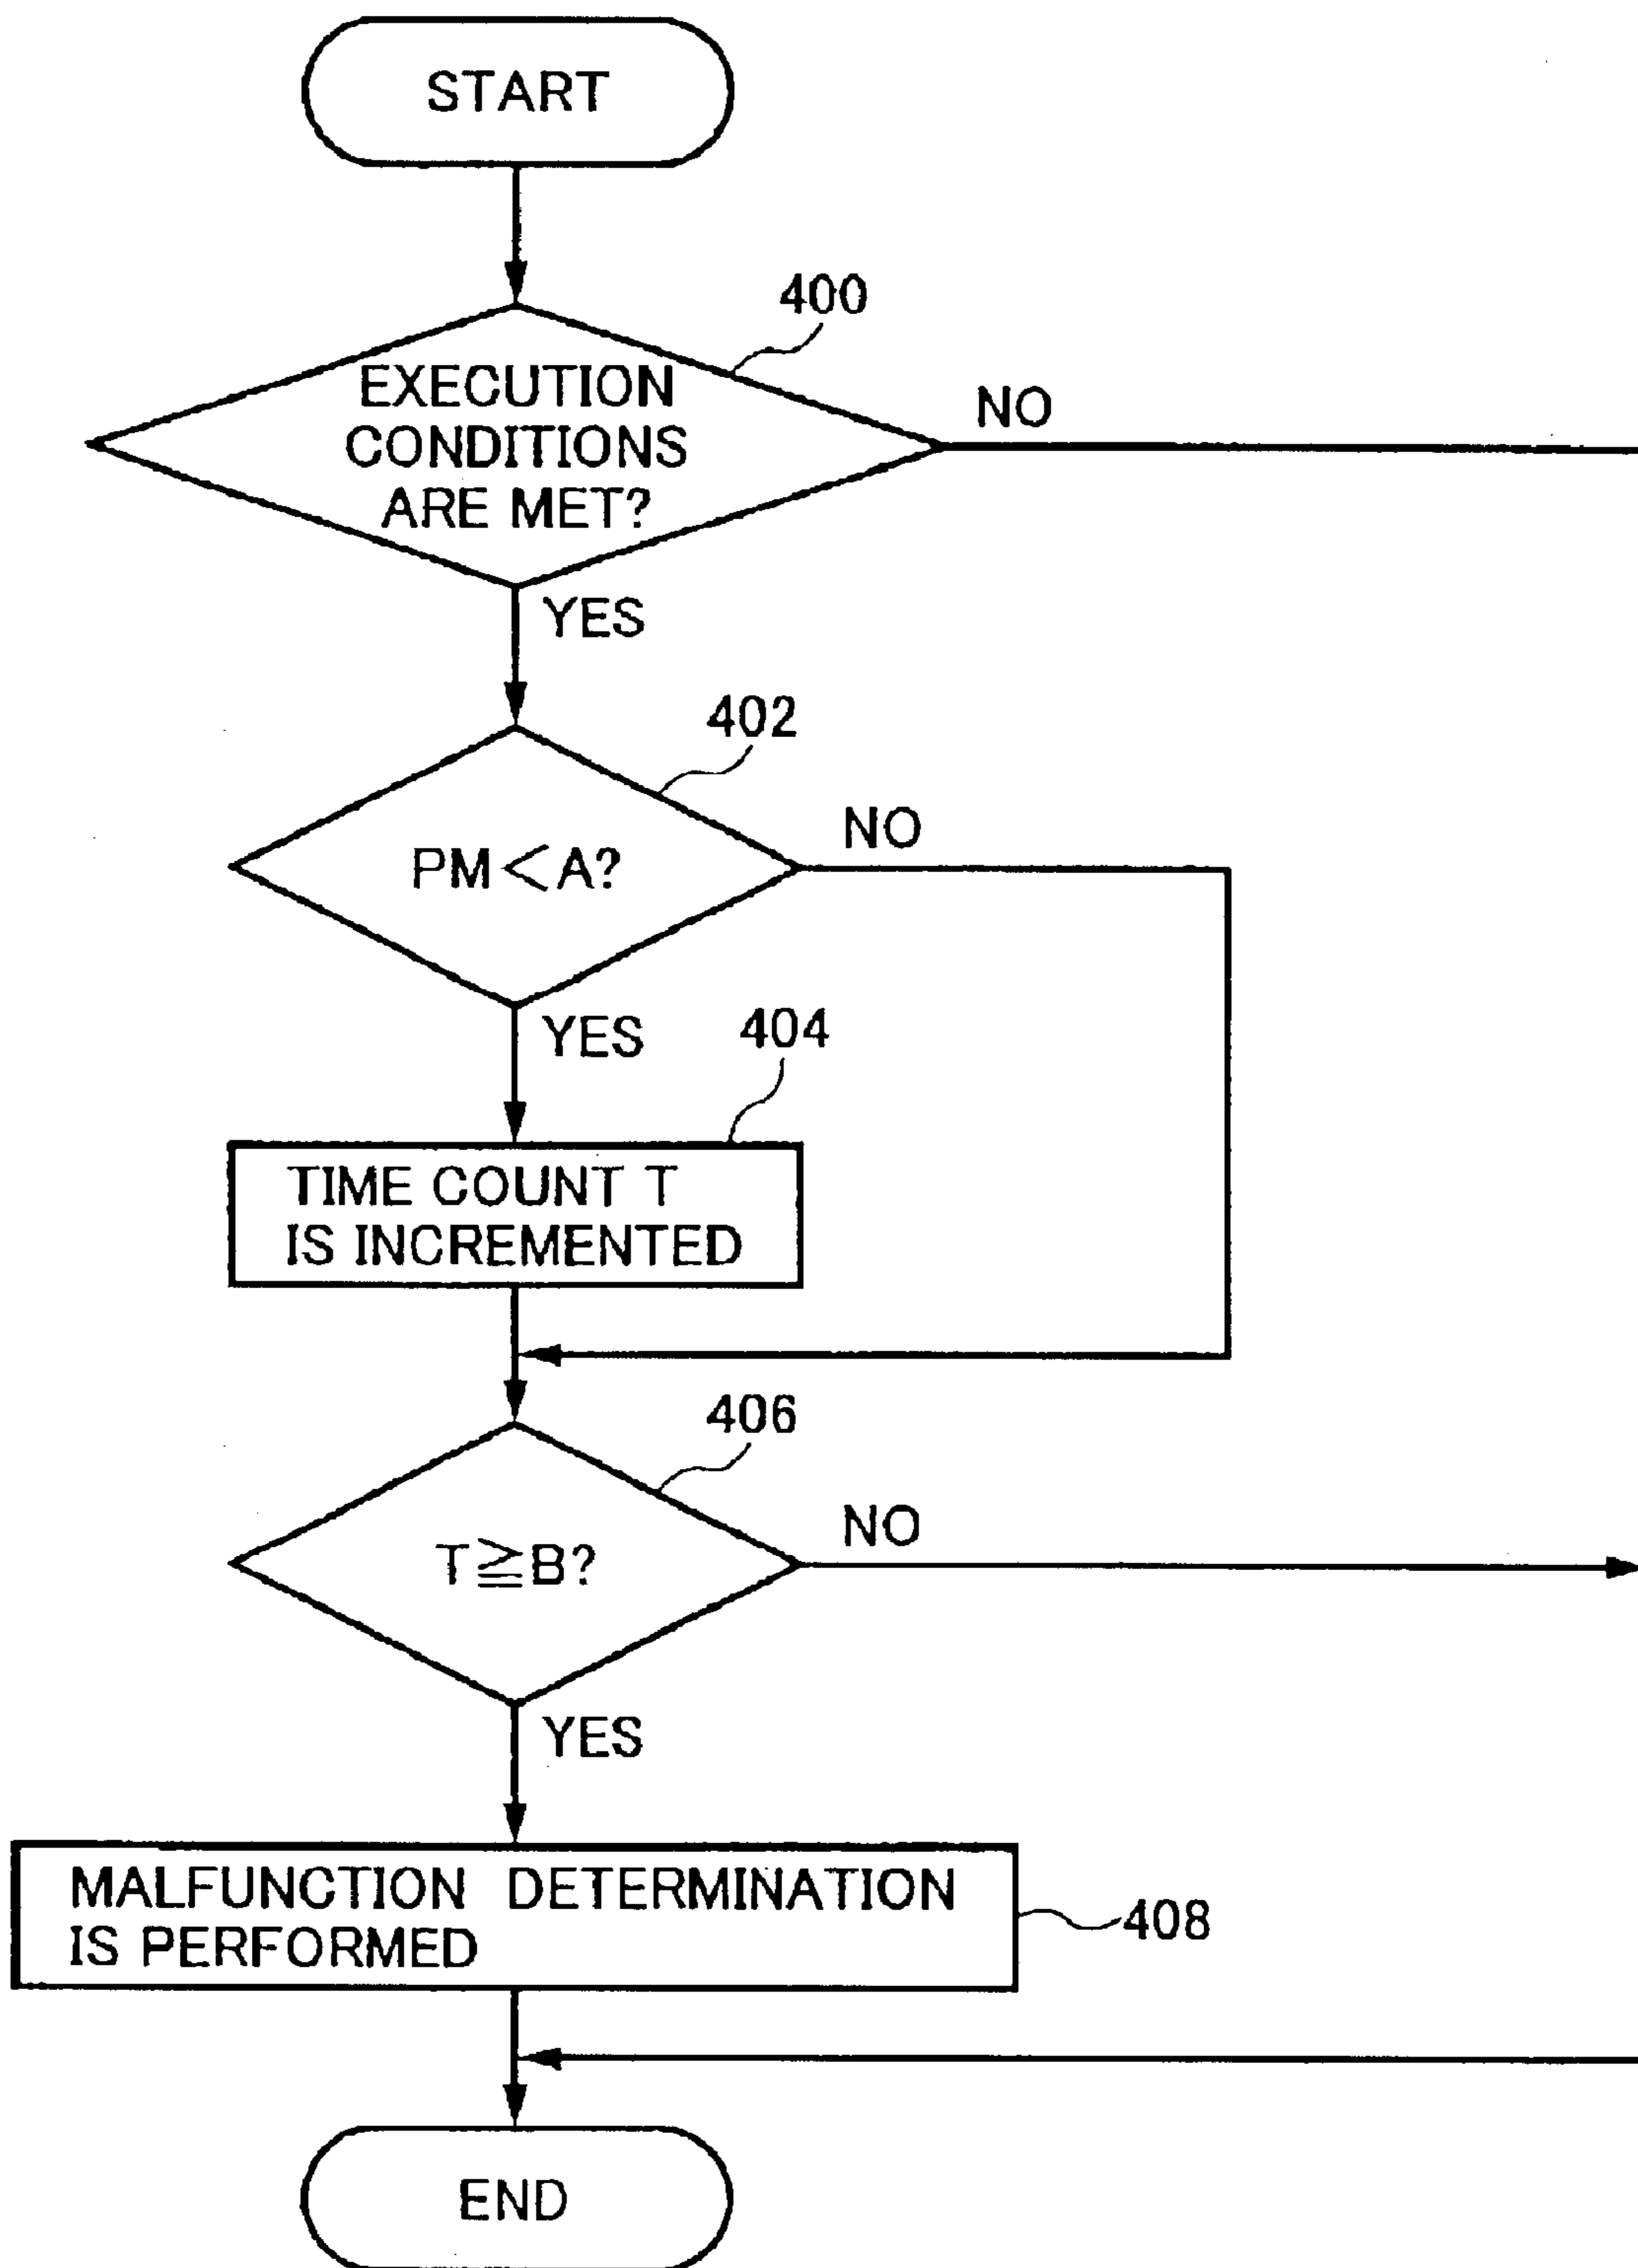 START
400
EXECUTION
CONDITIONS
ARE MET?
NO
YES
402
PM<A?
NO
YES
404
TIME COUNT T
IS INCREMENTED
406
T≧B?
NO
YES
MALFUNCTION DETERMINATION
IS PERFORMED
408
END